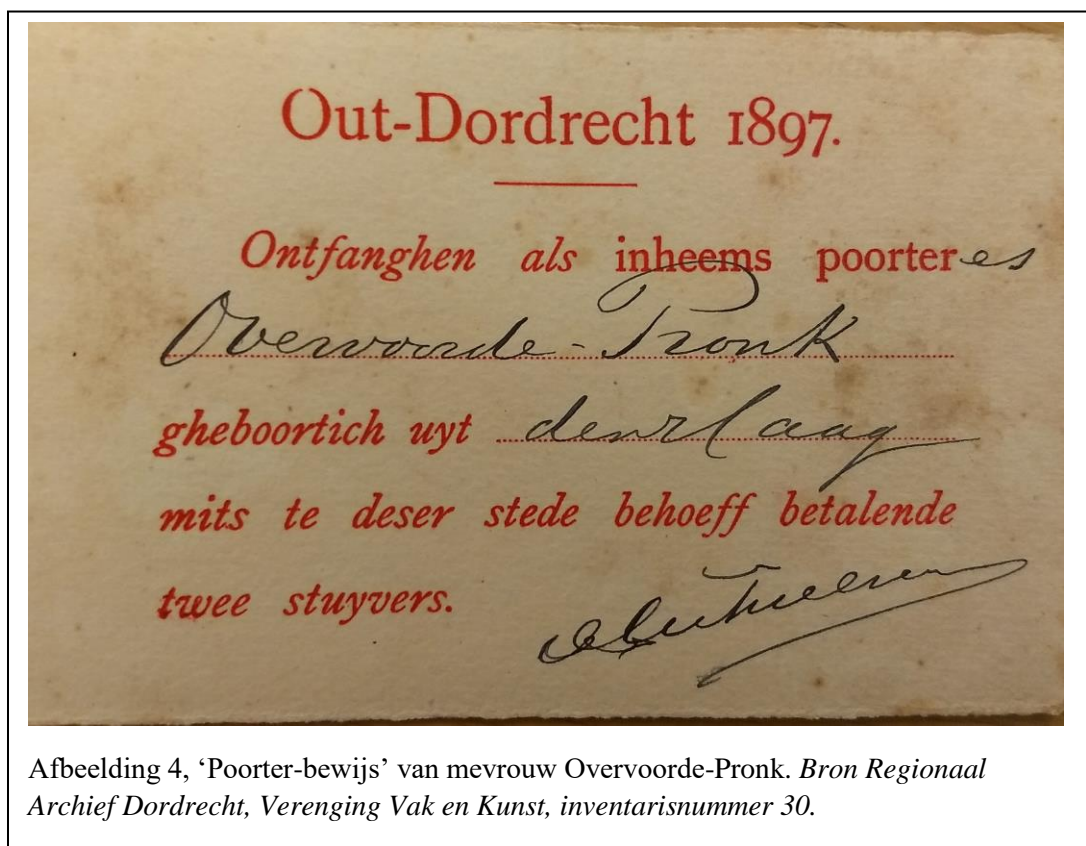 Out-Dordrecht 1897.
Ontfanghen als inheems poorteres
Overvoorde-Pronk
gheboortich uyt den Haag
mits te deser stede behoeff betalende
twee stuyvers.
Afbeelding 4, ‘Poorter-bewijs’ van mevrouw Overvoorde-Pronk. Bron Regionaal
Archief Dordrecht, Verenging Vak en Kunst, inventarisnummer 30.